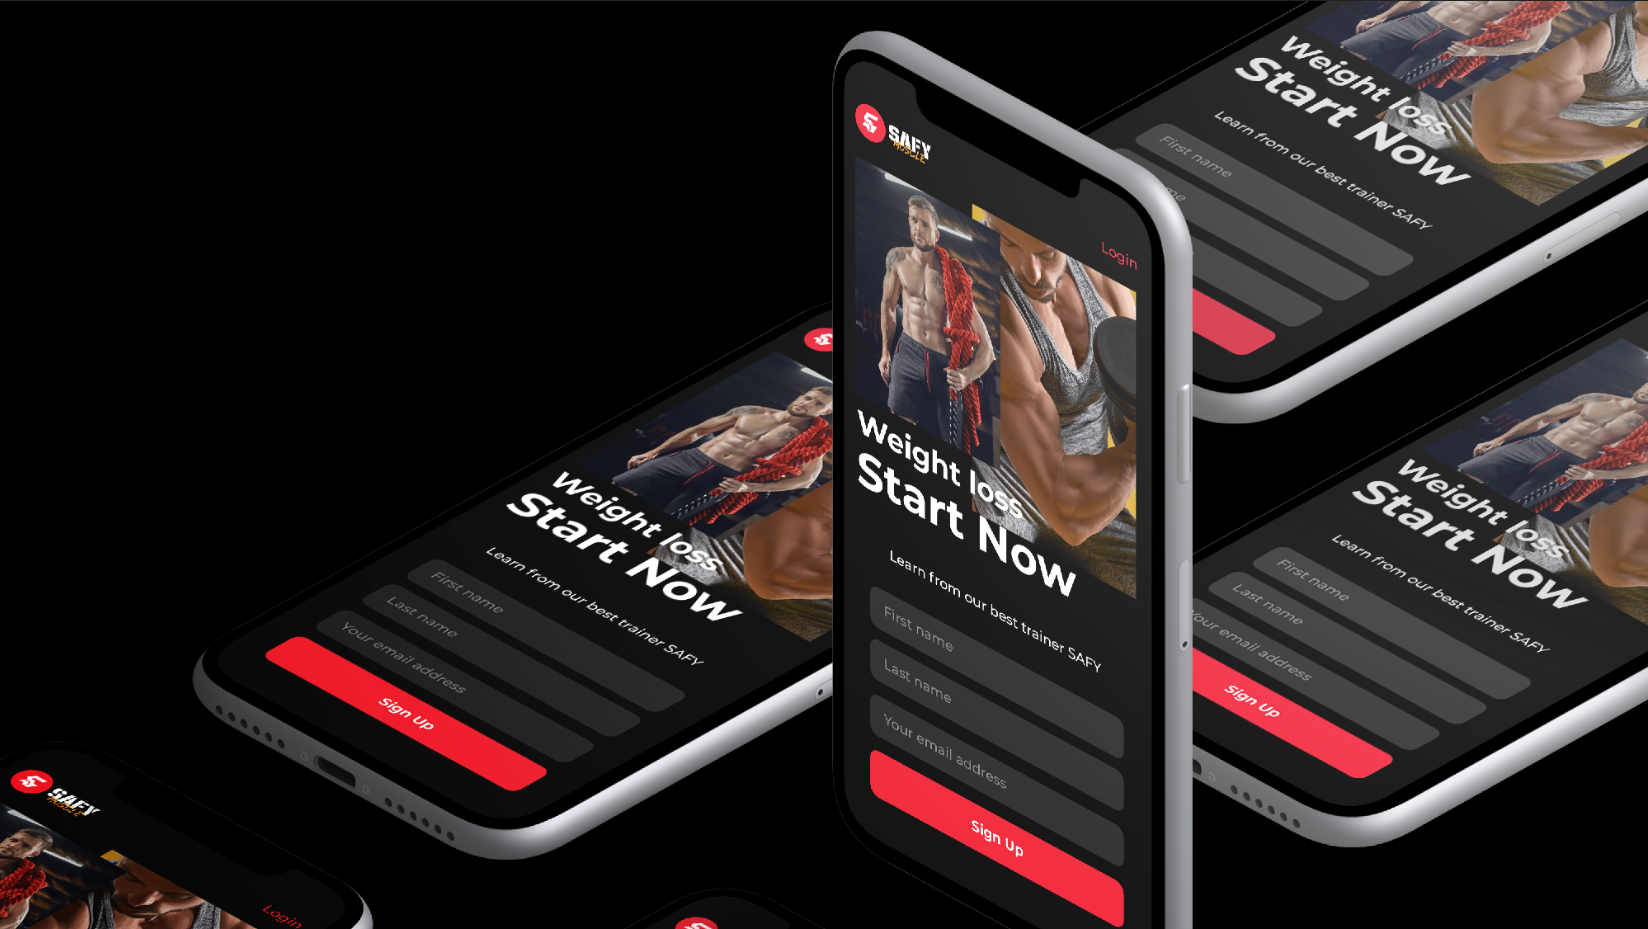 SAFY
MUSCLE
Login
Weight loss
Start Now
Learn from our best trainer SAFY
First name
Last name
Your email address
Sign Up
Weight loss
Start Now
Learn from our best trainer SAFY
First name
me
Weight loss
Start Now
Learn from our best trainer SAFY
First name
Last name
Your email address
Sign Up
Weight loss
Start Now
Learn from our best trainer SAFY
First name
Last name
Your email address
Sign Up
SAFY
MUSCLE
Login